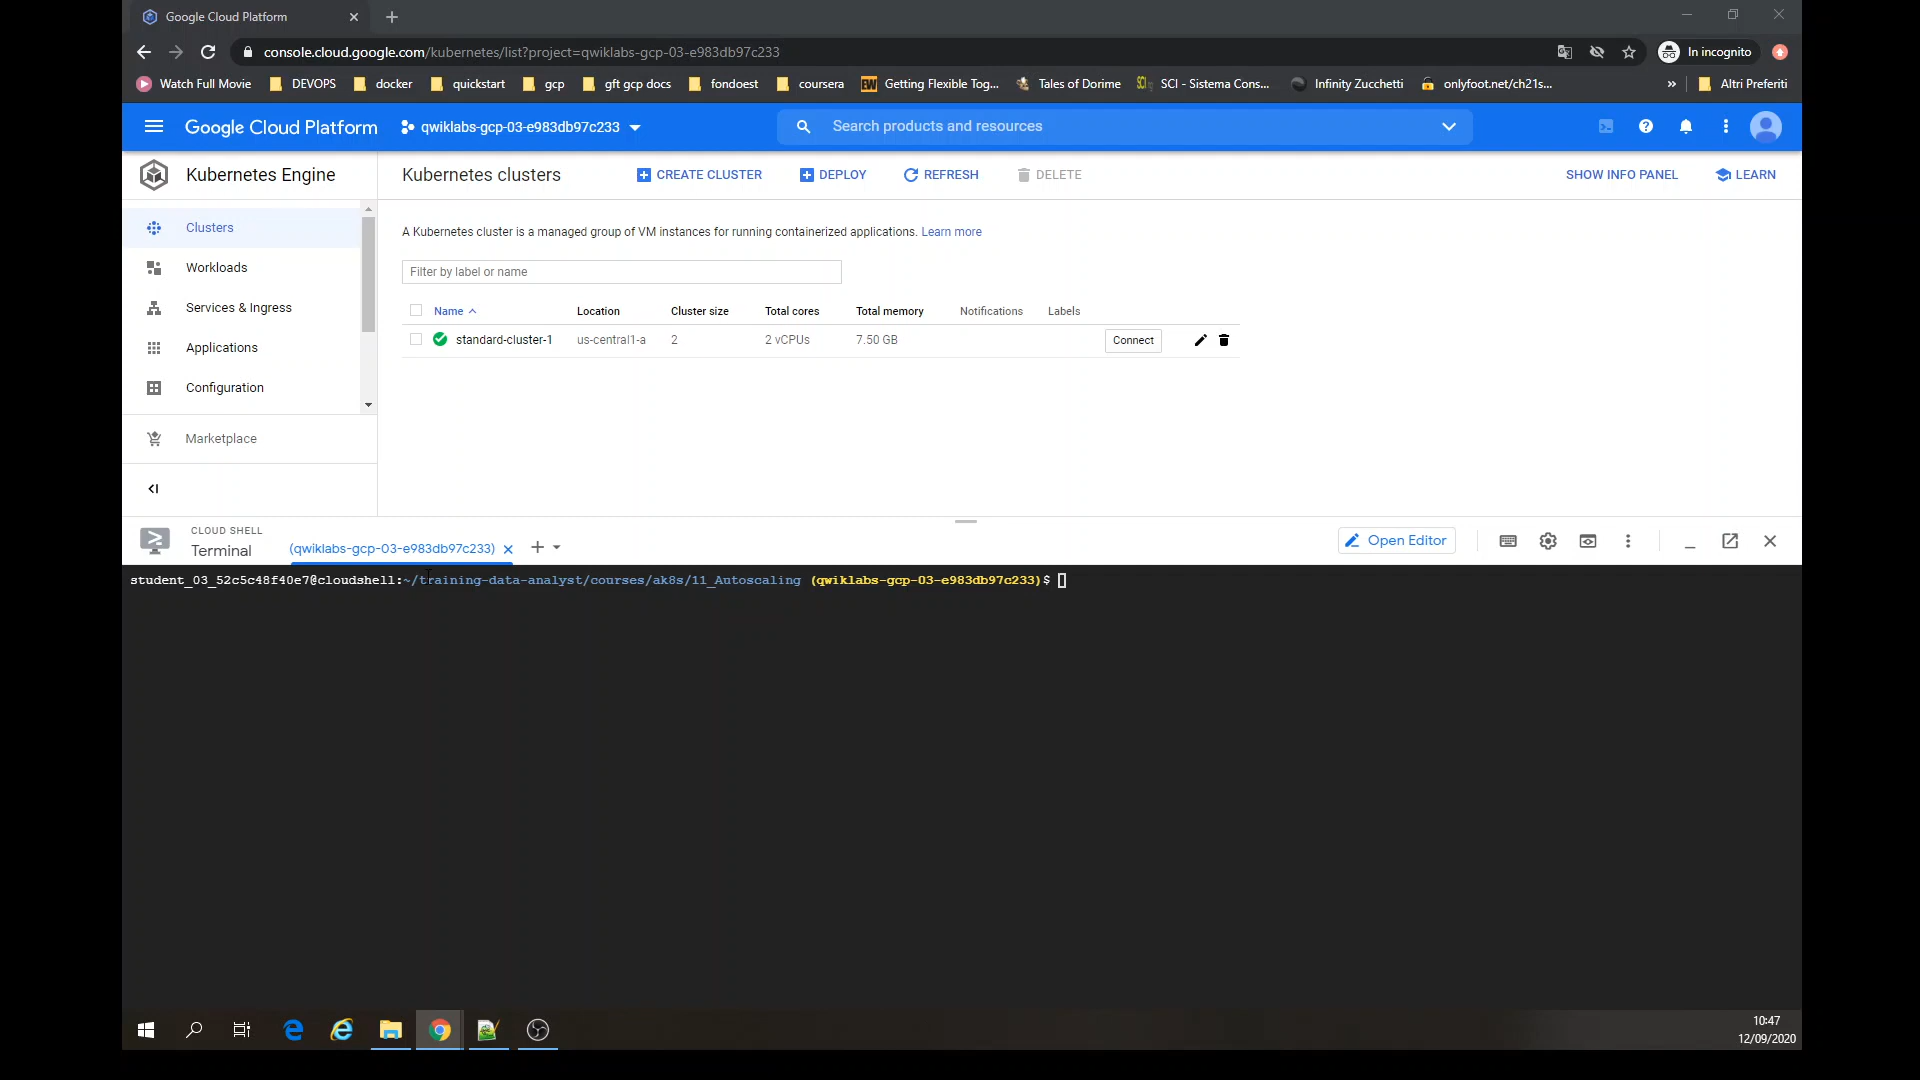 Google Cloud Platform
console.cloud.google.com/kubernetes/list?project=qwiklabs-gcp-03-e983db97c233
In incognito
Watch Full Movie DEVOPS docker quickstart gcp gft gcp docs fondoest coursera Getting Flexible Tog... Tales of Dorime SCI - Sistema Cons... Infinity Zucchetti onlyfoot.net/ch21s... » Altri Preferiti
Google Cloud Platform qwiklabs-gcp-03-e983db97c233 Search products and resources
Kubernetes Engine
Kubernetes clusters CREATE CLUSTER DEPLOY REFRESH DELETE SHOW INFO PANEL LEARN
Clusters
Workloads
Services & Ingress
Applications
Configuration
Marketplace
A Kubernetes cluster is a managed group of VM instances for running containerized applications. Learn more
Filter by label or name
Name Location Cluster size Total cores Total memory Notifications Labels
standard-cluster-1 us-central1-a 2 2 vCPUs 7.50 GB Connect
CLOUD SHELL
Terminal (qwiklabs-gcp-03-e983db97c233) Open Editor
student_03_52c5c48f40e7@cloudshell:~/training-data-analyst/courses/ak8s/11_Autoscaling (qwiklabs-gcp-03-e983db97c233)$
10:47
12/09/2020